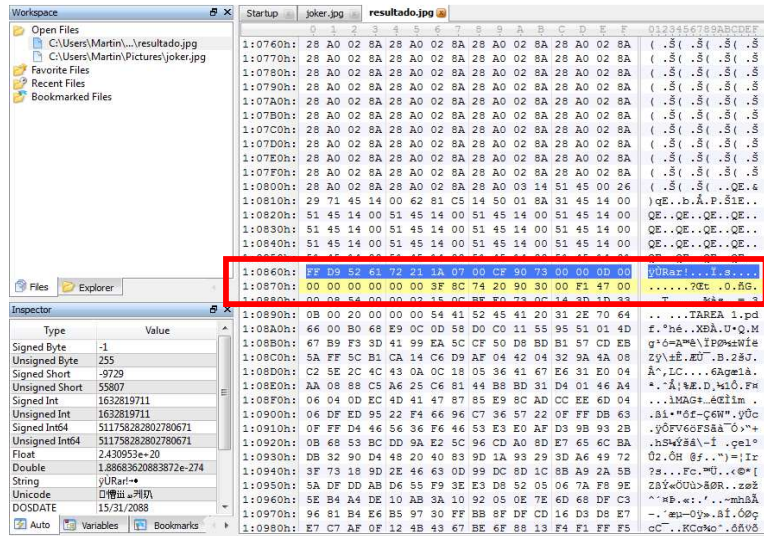 Workspace
Open Files
C:\Users\Martin\...\resultado.jpg
C:\Users\Martin\Pictures\joker.jpg
Favorite Files
Recent Files
Bookmarked Files
Files Explorer
Inspector
Type Value
Signed Byte -1
Unsigned Byte 255
Signed Short -9729
Unsigned Short 55807
Signed Int 1632819711
Unsigned Int 1632819711
Signed Int64 511758282802780671
Unsigned Int64 511758282802780671
Float 2.430953e+20
Double 1.88683620883872e-274
String ÿÙRar!
Unicode
DOSDATE 15/31/2088
Auto Variables Bookmarks
Startup joker.jpg resultado.jpg
0 1 2 3 4 5 6 7 8 9 A B C D E F 0123456789ABCDEF
1:0760h: 28 A0 02 8A 28 A0 02 8A 28 A0 02 8A 28 A0 02 8A ( .Š( .Š( .Š( .Š
1:0770h: 28 A0 02 8A 28 A0 02 8A 28 A0 02 8A 28 A0 02 8A ( .Š( .Š( .Š( .Š
1:0780h: 28 A0 02 8A 28 A0 02 8A 28 A0 02 8A 28 A0 02 8A ( .Š( .Š( .Š( .Š
1:0790h: 28 A0 02 8A 28 A0 02 8A 28 A0 02 8A 28 A0 02 8A ( .Š( .Š( .Š( .Š
1:07A0h: 28 A0 02 8A 28 A0 02 8A 28 A0 02 8A 28 A0 02 8A ( .Š( .Š( .Š( .Š
1:07B0h: 28 A0 02 8A 28 A0 02 8A 28 A0 02 8A 28 A0 02 8A ( .Š( .Š( .Š( .Š
1:07C0h: 28 A0 02 8A 28 A0 02 8A 28 A0 02 8A 28 A0 02 8A ( .Š( .Š( .Š( .Š
1:07D0h: 28 A0 02 8A 28 A0 02 8A 28 A0 02 8A 28 A0 02 8A ( .Š( .Š( .Š( .Š
1:07E0h: 28 A0 02 8A 28 A0 02 8A 28 A0 02 8A 28 A0 02 8A ( .Š( .Š( .Š( .Š
1:07F0h: 28 A0 02 8A 28 A0 02 8A 28 A0 02 8A 28 A0 02 8A ( .Š( .Š( .Š( .Š
1:0800h: 28 A0 02 8A 28 A0 02 8A 28 A0 03 14 51 45 00 26 ( .Š( .Š( ..QE.&
1:0810h: 29 71 45 14 00 62 81 C5 14 50 01 8A 31 45 14 00 )qE..b.Å.P.Š1E..
1:0820h: 51 45 14 00 51 45 14 00 51 45 14 00 51 45 14 00 QE..QE..QE..QE..
1:0830h: 51 45 14 00 51 45 14 00 51 45 14 00 51 45 14 00 QE..QE..QE..QE..
1:0840h: 51 45 14 00 51 45 14 00 51 45 14 00 51 45 14 00 QE..QE..QE..QE..
1:0860h: FF D9 52 61 72 21 1A 07 00 CF 90 73 00 00 0D 00 ÿÙRar!...Ï.s....
1:0870h: 00 00 00 00 00 00 3F 8C 74 20 90 30 00 F1 47 00 ......?Œt .0.ñG.
1:0890h: 0B 00 20 00 00 00 54 41 52 45 41 20 31 2E 70 64 .. ...TAREA 1.pd
1:08A0h: 66 00 B0 68 E9 0C 0D 58 D0 C0 11 55 95 51 01 4D f.°hé..XÐÀ.U•Q.M
1:08B0h: 67 B9 F3 3D 41 99 EA 5C CF 50 D8 BD B1 57 CD EB g¹ó=A™ê\ÏPØ½±WÍë
1:08C0h: 5A FF 5C B1 CA 14 C6 D9 AF 04 42 04 32 9A 4A 08 Zÿ\±Ê.ÆÙ¯.B.2šJ.
1:08D0h: C2 5E 2C 4C 43 0A 0C 18 05 36 41 67 E6 31 E0 04 Â^,LC....6Agæ1à.
1:08E0h: AA 08 88 C5 A6 25 C6 81 44 B8 BD 31 D4 01 46 A4
1:08F0h: 06 04 0D EC 4D 41 47 87 85 E9 8C AD CC EE 6D 04
1:0900h: 06 DF ED 95 22 F4 66 96 C7 36 57 22 0F FF DB 63
1:0910h: 0F FF D4 46 56 36 F6 46 53 E3 E0 AF D3 9B 93 2B
1:0920h: 0B 68 53 BC DD 9A E2 5C 96 CD A0 8D E7 65 6C BA
1:0930h: DB 32 90 D4 48 20 40 83 9D 1A 93 29 3D A6 49 72
1:0940h: 3F 73 18 9D 2E 46 63 0D 99 DC 8D 1C 8B A9 2A 5B
1:0950h: 5A DF DD AB D6 55 F9 3E E3 D8 52 05 06 7A F8 9E
1:0960h: 5E B4 A4 DE 10 AB 3A 10 92 05 0E 7E 6D 68 DF C3
1:0970h: 96 81 B4 E6 B5 97 30 FF BB 8F DF CD 16 D3 D8 E7
1:0980h: E7 C7 AF 0F 12 4B 43 67 BE 6F 88 13 F4 F1 FF F5